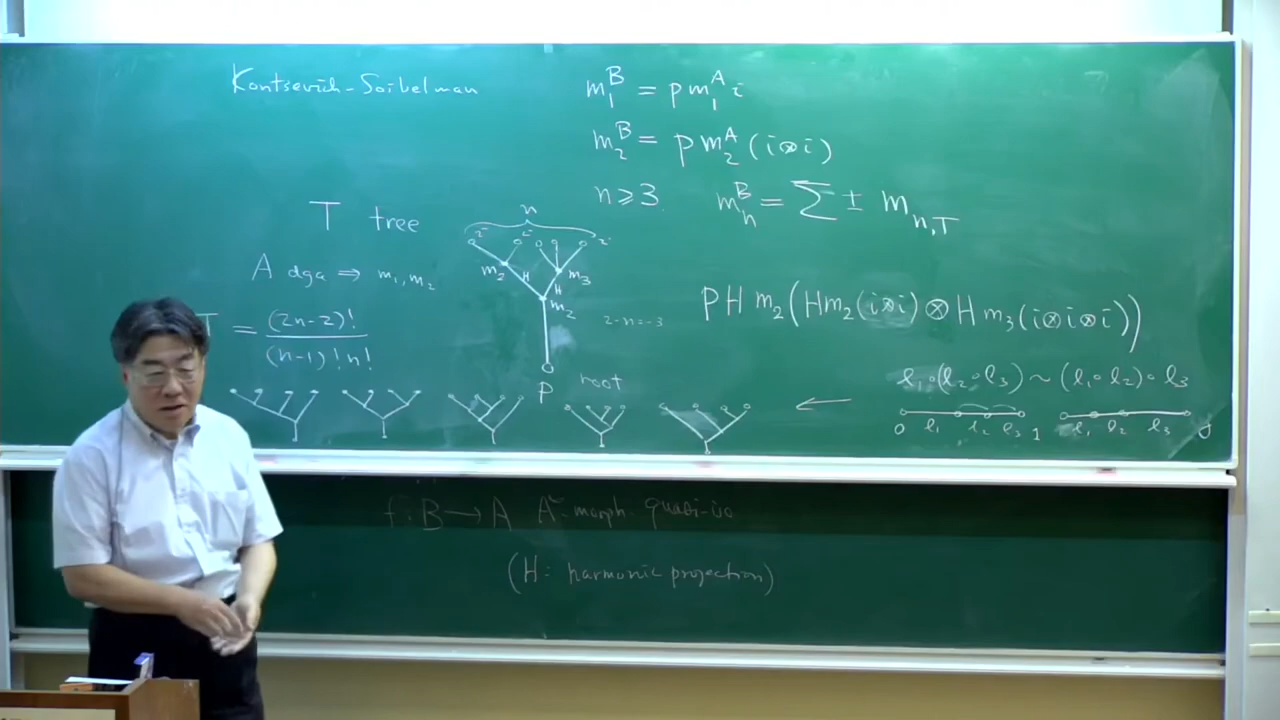 Kontsevich-Soibelman
m₁ᴮ = p m₁ᴬ i
m₂ᴮ = p m₂ᴬ (i⊗i)
n ⩾ 3. mₙᴮ = ∑ ± m_{n,T}
T tree
n
i i i
A dga ⇒ m₁, m₂
m₂ H m₃
H
m₂
2-n=-3
PH m₂(Hm₂(i⊗i) ⊗ H m₃(i⊗i⊗i))
T = (2n-2)! / (n-1)! n!
P root
←
l₁∘(l₂∘l₃) ~ (l₁∘l₂)∘l₃
0 l₁ l₂ l₃ 1 l₁ l₂ l₃
f: B → A A^∞-morph. quasi-iso
(H: harmonic projection)